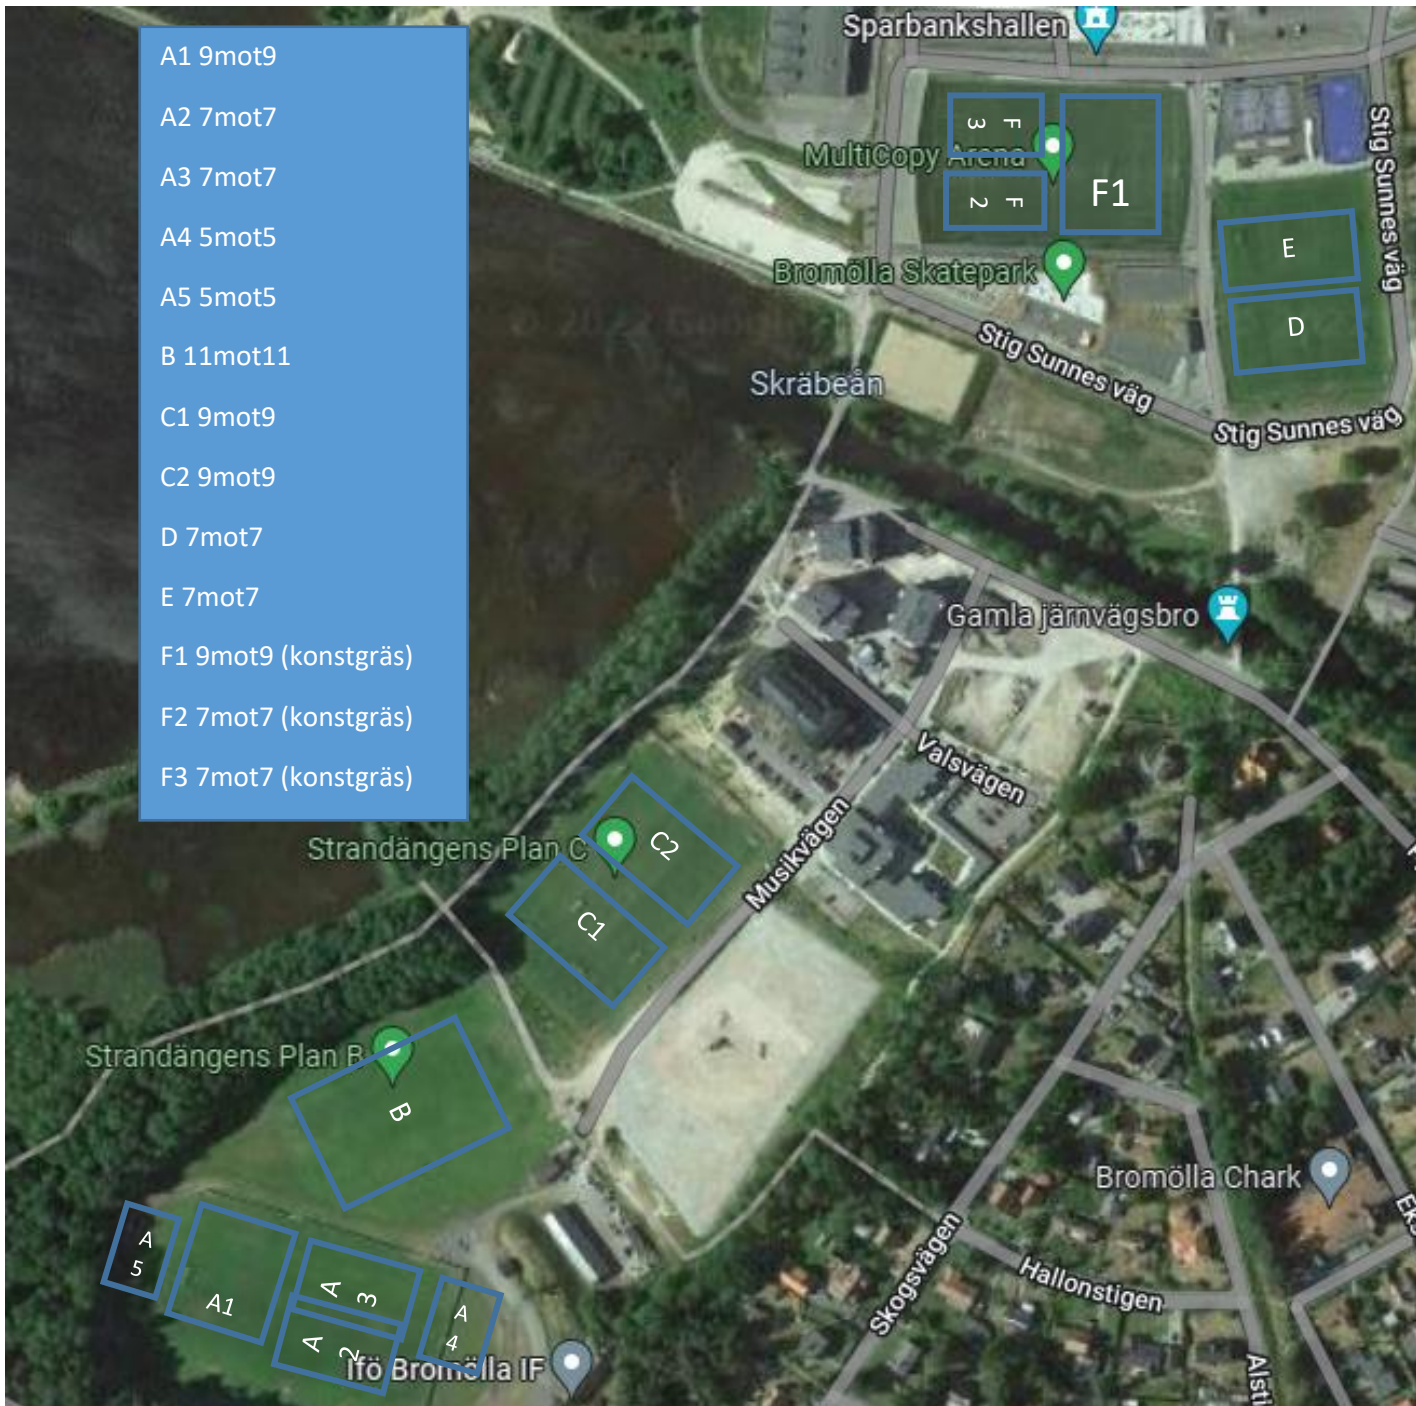 A1 9mot9
A2 7mot7
A3 7mot7
A4 5mot5
A5 5mot5
B 11mot11
C1 9mot9
C2 9mot9
D 7mot7
E 7mot7
F1 9mot9 (konstgräs)
F2 7mot7 (konstgräs)
F3 7mot7 (konstgräs)
Sparbankshallen
F 3
MultiCopy Arena
F 2
F1
Stig Sunnes väg
E
Bromölla Skatepark
D
Stig Sunnes väg
Skräbeån
Stig Sunnes väg
Gamla järnvägsbro
Valsvägen
Musikvägen
Strandängens Plan C
C2
C1
Strandängens Plan B
B
Bromölla Chark
Skogsvägen
Hallonstigen
A
5
A1
A 3
A 2
A
4
Ifö Bromölla IF